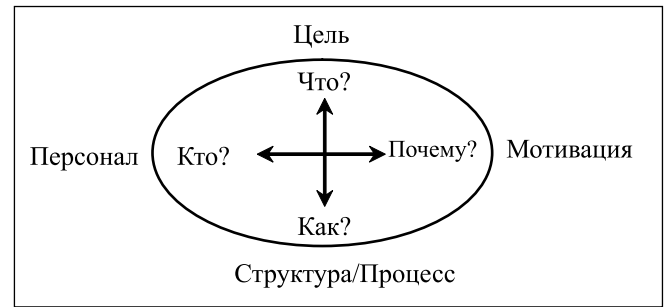 Цель
Что?
Персонал Кто? Почему? Мотивация
Как?
Структура/Процесс